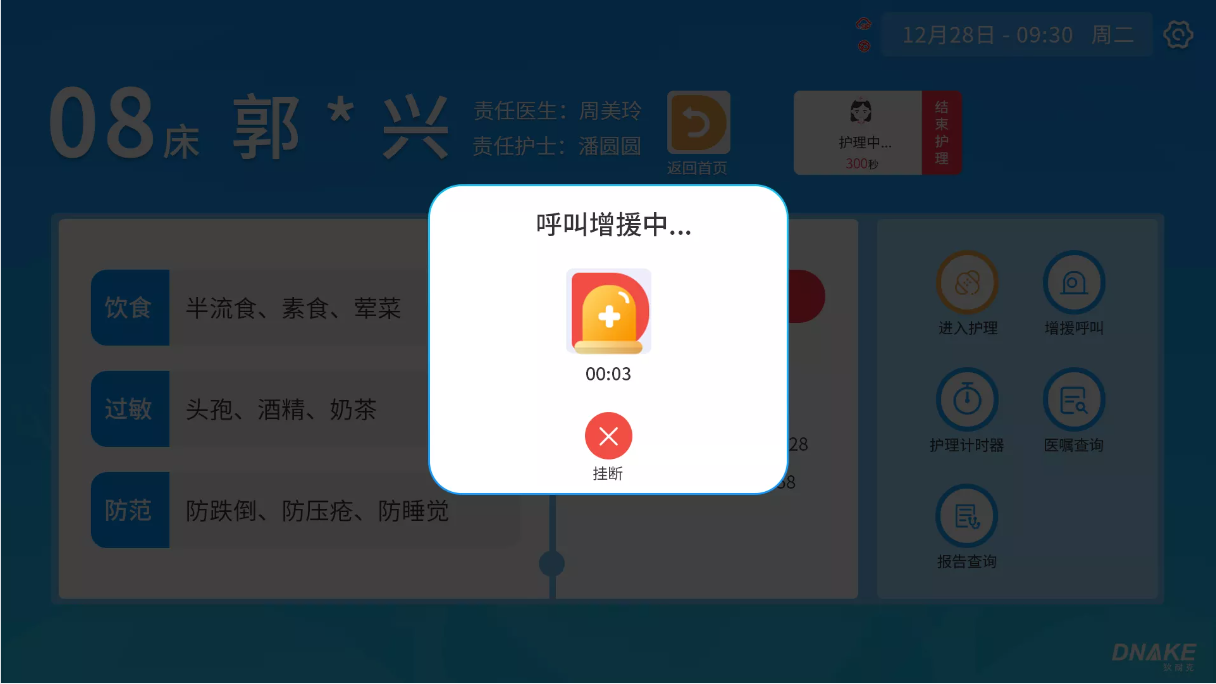 12月28日 - 09:30 周二
08床 郭*兴
责任医生：周美玲
责任护士：潘圆圆
返回首页
护理中...
300秒
结束护理
呼叫增援中...
00:03
挂断
饮食 半流食、素食、荤菜
过敏 头孢、酒精、奶茶
防范 防跌倒、防压疮、防睡觉
28
58
进入护理
增援呼叫
护理计时器
医嘱查询
报告查询
DNAKE